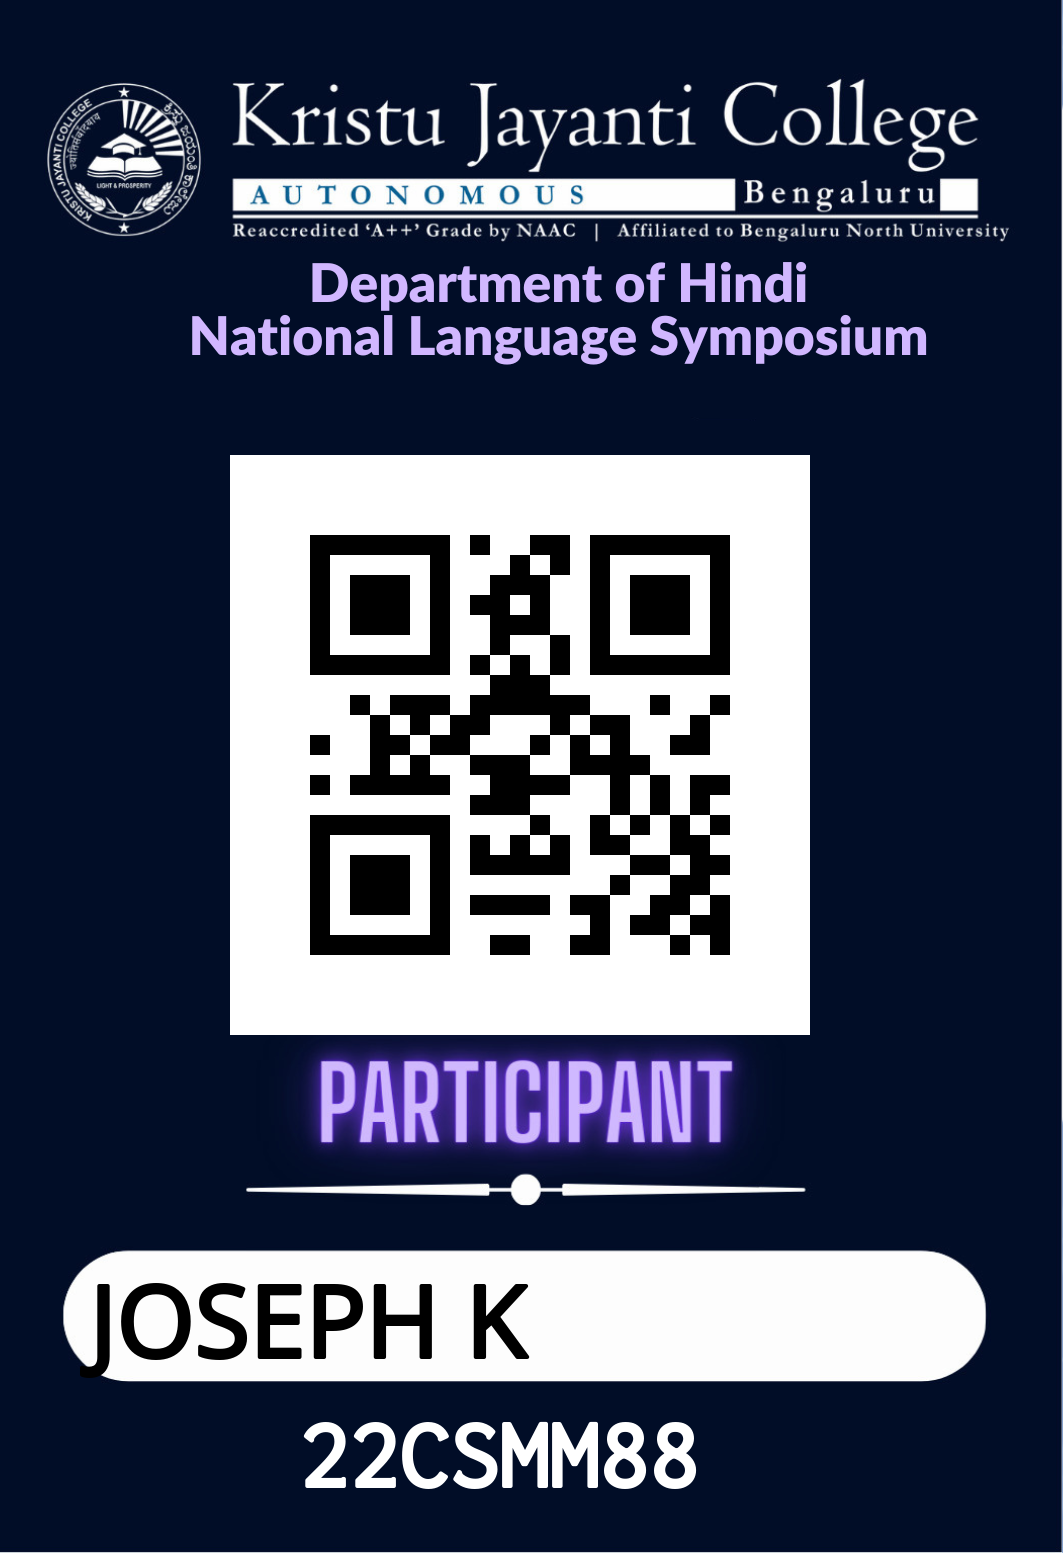 KRISTU JAYANTI COLLEGE
LIGHT & PROSPERITY
Kristu Jayanti College
AUTONOMOUS Bengaluru
Reaccredited ‘A++’ Grade by NAAC | Affiliated to Bengaluru North University
Department of Hindi
National Language Symposium
PARTICIPANT
JOSEPH K
22CSMM88